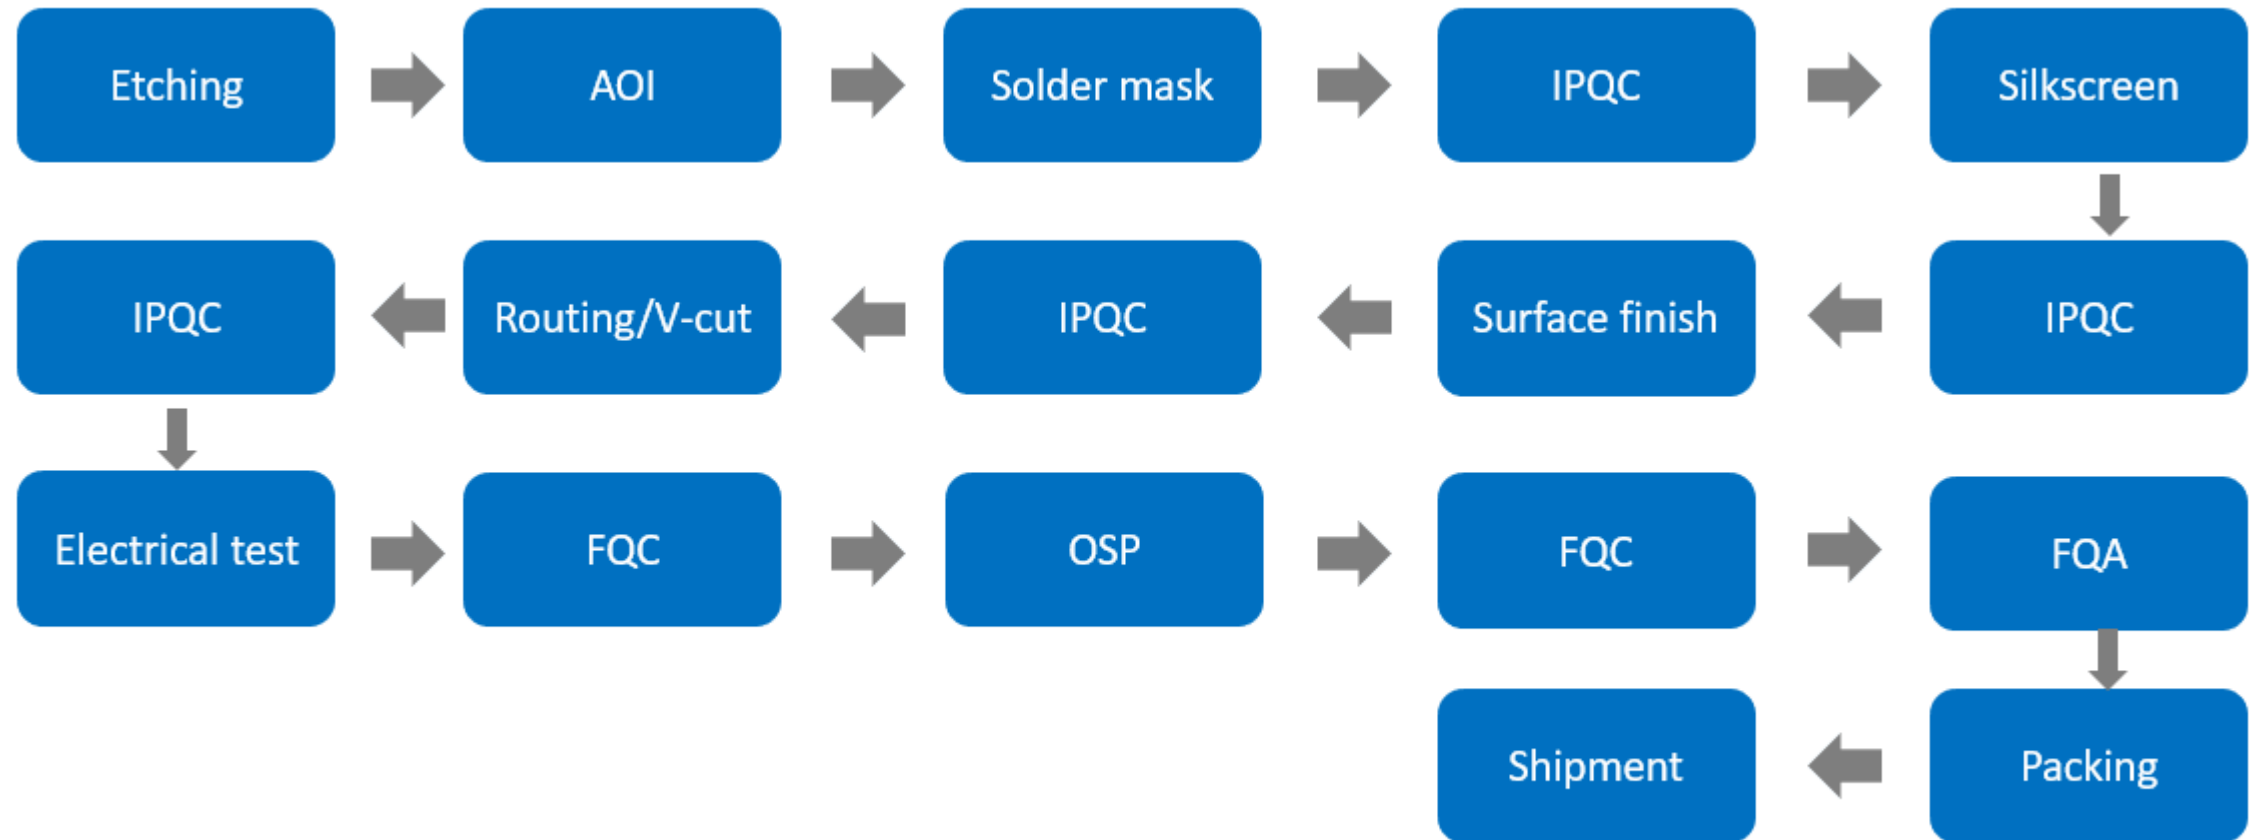 Etching
AOI
Solder mask
IPQC
Silkscreen
IPQC
Surface finish
IPQC
Routing/V-cut
IPQC
Electrical test
FQC
OSP
FQC
FQA
Packing
Shipment